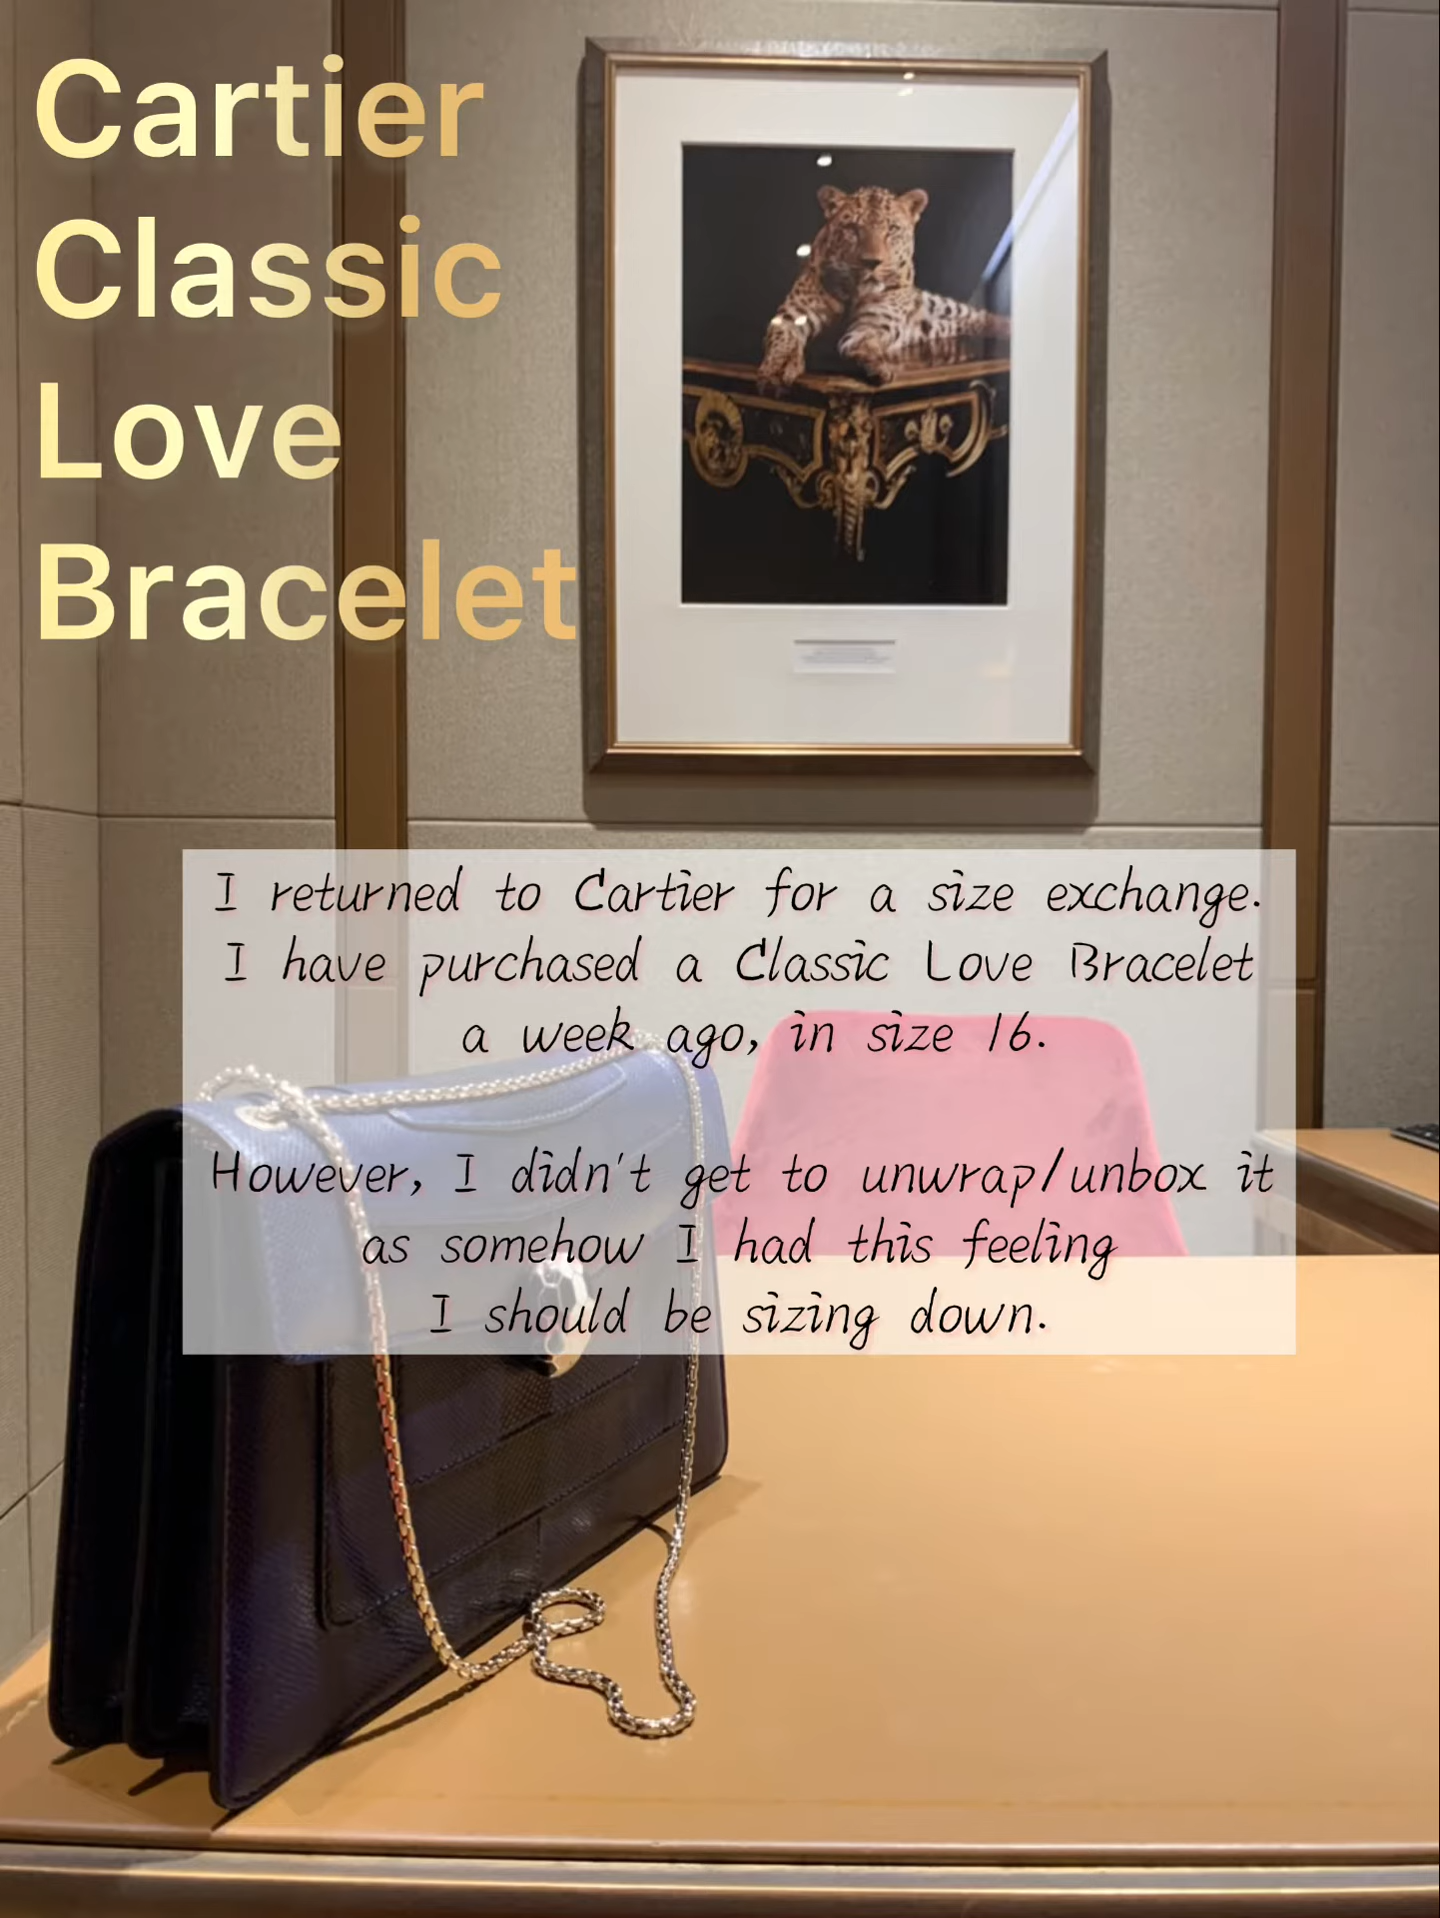 Cartier
Classic
Love
Bracelet
I returned to Cartier for a size exchange.
I have purchased a Classic Love Bracelet
a week ago, in size 16.
However, I didn't get to unwrap/unbox it
as somehow I had this feeling
I should be sizing down.